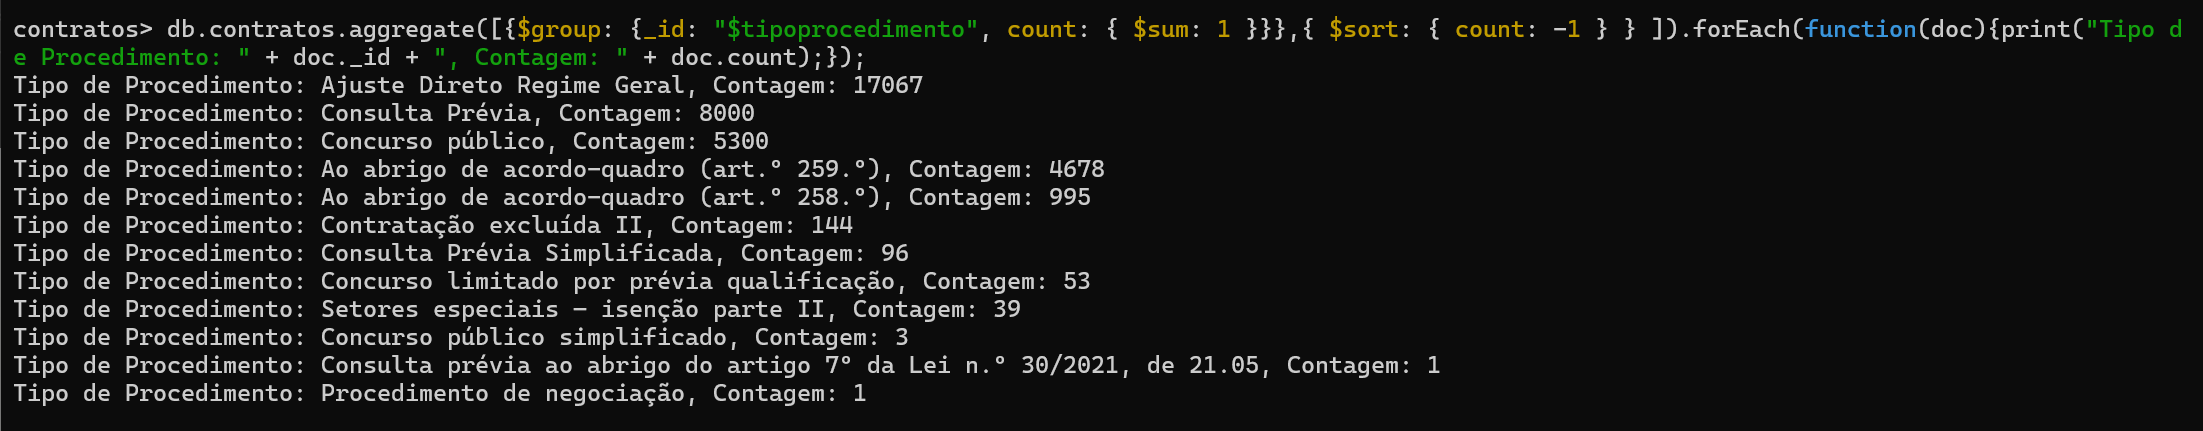 contratos> db.contratos.aggregate([{$group: {_id: "$tipoprocedimento", count: { $sum: 1 }}},{ $sort: { count: -1 } } ]).forEach(function(doc){print("Tipo d
e Procedimento: " + doc._id + ", Contagem: " + doc.count);});
Tipo de Procedimento: Ajuste Direto Regime Geral, Contagem: 17067
Tipo de Procedimento: Consulta Prévia, Contagem: 8000
Tipo de Procedimento: Concurso público, Contagem: 5300
Tipo de Procedimento: Ao abrigo de acordo-quadro (art.º 259.º), Contagem: 4678
Tipo de Procedimento: Ao abrigo de acordo-quadro (art.º 258.º), Contagem: 995
Tipo de Procedimento: Contratação excluída II, Contagem: 144
Tipo de Procedimento: Consulta Prévia Simplificada, Contagem: 96
Tipo de Procedimento: Concurso limitado por prévia qualificação, Contagem: 53
Tipo de Procedimento: Setores especiais – isenção parte II, Contagem: 39
Tipo de Procedimento: Concurso público simplificado, Contagem: 3
Tipo de Procedimento: Consulta prévia ao abrigo do artigo 7º da Lei n.º 30/2021, de 21.05, Contagem: 1
Tipo de Procedimento: Procedimento de negociação, Contagem: 1